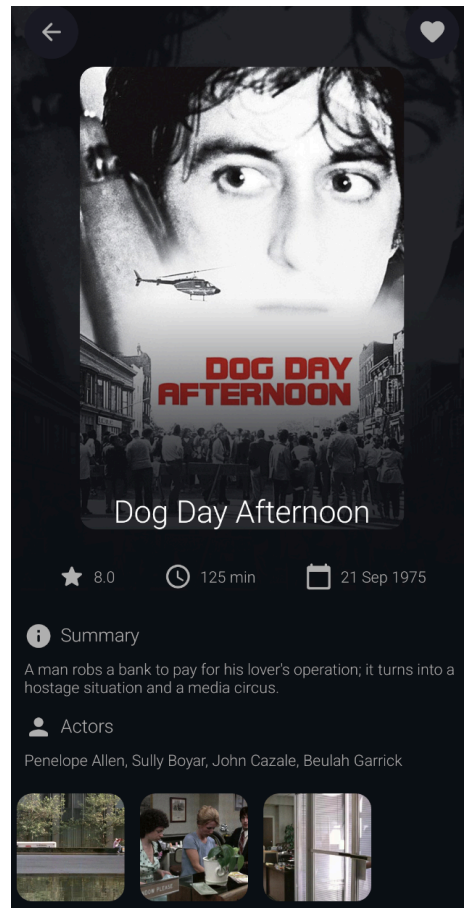 DOG DAY
AFTERNOON
Dog Day Afternoon
8.0
125 min
21 Sep 1975
Summary
A man robs a bank to pay for his lover's operation; it turns into a
hostage situation and a media circus.
Actors
Penelope Allen, Sully Boyar, John Cazale, Beulah Garrick
PLEASE